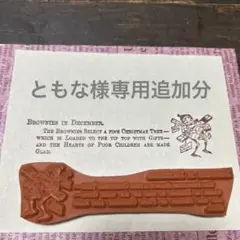 ともな様専用追加分
BROWNIES IN DECEMBER.
THE BROWNIES SELECT A FINE CHRISTMAS TREE—
WHICH IS LOADED TO THE TIP TOP WITH GIFTS—
AND THE HEARTS OF POOR CHILDREN ARE MADE
GLAD.